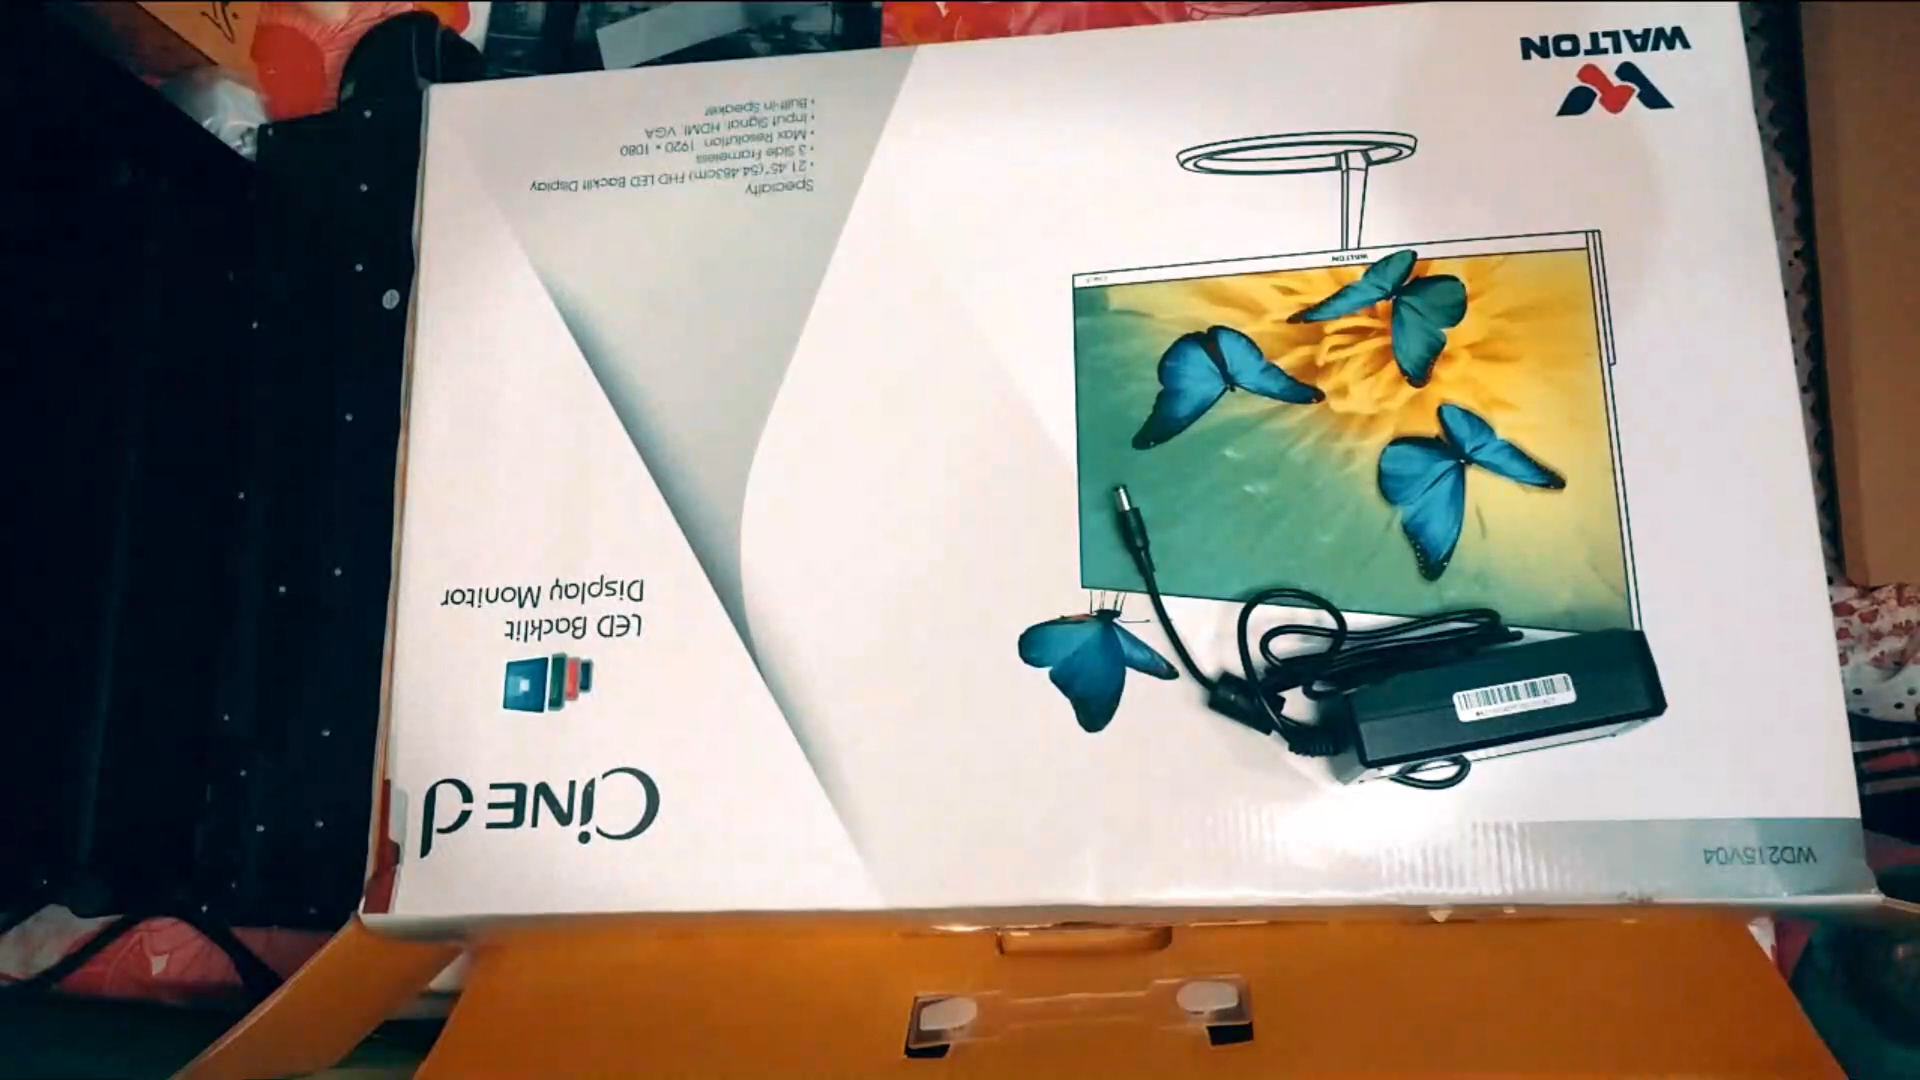 CiNEd
LED Backlit
Display Monitor
WD215V04
Specialty
• 21.45"(54.483cm) FHD LED Backlit Display
• 3 Side Frameless
• Max Resolution: 1920 × 1080
• Input Signal: HDMI, VGA
• Built-in Speaker
WALTON
WALTON